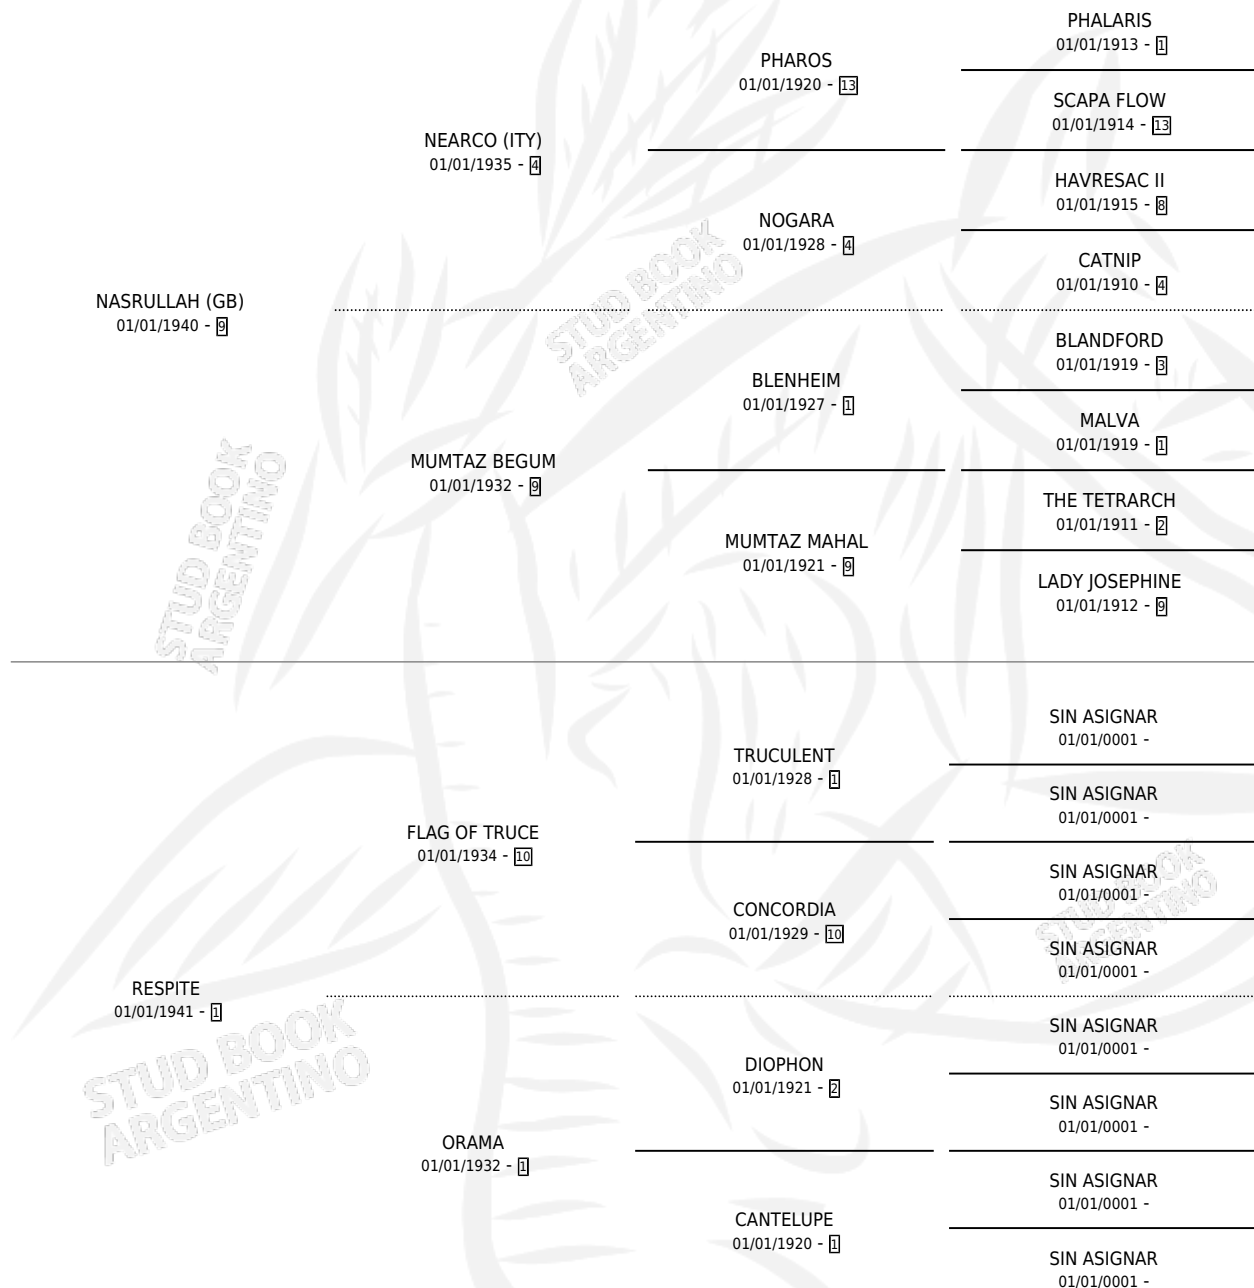 PHALARIS
01/01/1913 - 1
PHAROS
01/01/1920 - 13
SCAPA FLOW
01/01/1914 - 13
NEARCO (ITY)
01/01/1935 - 4
HAVRESAC II
01/01/1915 - 8
NOGARA
01/01/1928 - 4
CATNIP
01/01/1910 - 4
NASRULLAH (GB)
01/01/1940 - 9
BLANDFORD
01/01/1919 - 3
BLENHEIM
01/01/1927 - 1
MALVA
01/01/1919 - 1
MUMTAZ BEGUM
01/01/1932 - 9
THE TETRARCH
01/01/1911 - 2
MUMTAZ MAHAL
01/01/1921 - 9
LADY JOSEPHINE
01/01/1912 - 9
SIN ASIGNAR
01/01/0001 -
TRUCULENT
01/01/1928 - 1
SIN ASIGNAR
01/01/0001 -
FLAG OF TRUCE
01/01/1934 - 10
SIN ASIGNAR
01/01/0001 -
CONCORDIA
01/01/1929 - 10
SIN ASIGNAR
01/01/0001 -
RESPITE
01/01/1941 - 1
SIN ASIGNAR
01/01/0001 -
DIOPHON
01/01/1921 - 2
SIN ASIGNAR
01/01/0001 -
ORAMA
01/01/1932 - 1
SIN ASIGNAR
01/01/0001 -
CANTELUPE
01/01/1920 - 1
SIN ASIGNAR
01/01/0001 -
STUD BOOK
ARGENTINO
STUD BOOK
ARGENTINO
STUD BOOK
ARGENTINO
STUD BOOK
ARGENTINO